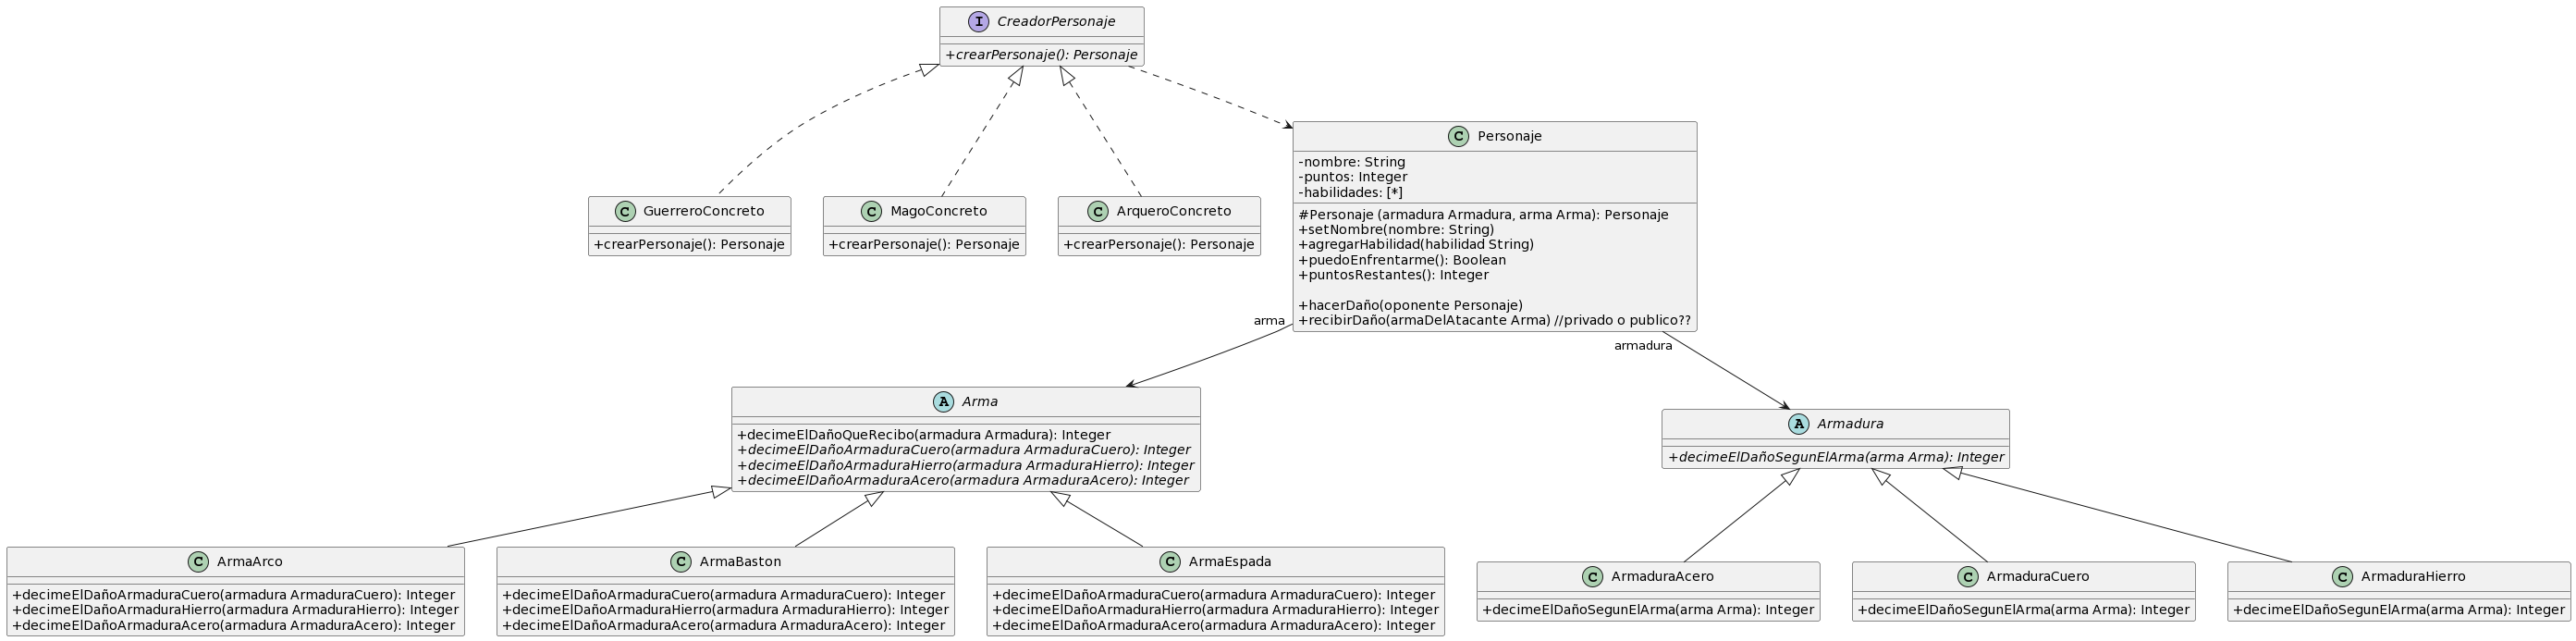 I CreadorPersonaje
+crearPersonaje(): Personaje
C GuerreroConcreto
+crearPersonaje(): Personaje
C MagoConcreto
+crearPersonaje(): Personaje
C ArqueroConcreto
+crearPersonaje(): Personaje
C Personaje
-nombre: String
-puntos: Integer
-habilidades: [*]
#Personaje (armadura Armadura, arma Arma): Personaje
+setNombre(nombre: String)
+agregarHabilidad(habilidad String)
+puedoEnfrentarme(): Boolean
+puntosRestantes(): Integer
+hacerDaño(oponente Personaje)
+recibirDaño(armaDelAtacante Arma) //privado o publico??
arma
armadura
A Arma
+decimeElDañoQueRecibo(armadura Armadura): Integer
+decimeElDañoArmaduraCuero(armadura ArmaduraCuero): Integer
+decimeElDañoArmaduraHierro(armadura ArmaduraHierro): Integer
+decimeElDañoArmaduraAcero(armadura ArmaduraAcero): Integer
A Armadura
+decimeElDañoSegunElArma(arma Arma): Integer
C ArmaArco
+decimeElDañoArmaduraCuero(armadura ArmaduraCuero): Integer
+decimeElDañoArmaduraHierro(armadura ArmaduraHierro): Integer
+decimeElDañoArmaduraAcero(armadura ArmaduraAcero): Integer
C ArmaBaston
+decimeElDañoArmaduraCuero(armadura ArmaduraCuero): Integer
+decimeElDañoArmaduraHierro(armadura ArmaduraHierro): Integer
+decimeElDañoArmaduraAcero(armadura ArmaduraAcero): Integer
C ArmaEspada
+decimeElDañoArmaduraCuero(armadura ArmaduraCuero): Integer
+decimeElDañoArmaduraHierro(armadura ArmaduraHierro): Integer
+decimeElDañoArmaduraAcero(armadura ArmaduraAcero): Integer
C ArmaduraAcero
+decimeElDañoSegunElArma(arma Arma): Integer
C ArmaduraCuero
+decimeElDañoSegunElArma(arma Arma): Integer
C ArmaduraHierro
+decimeElDañoSegunElArma(arma Arma): Integer